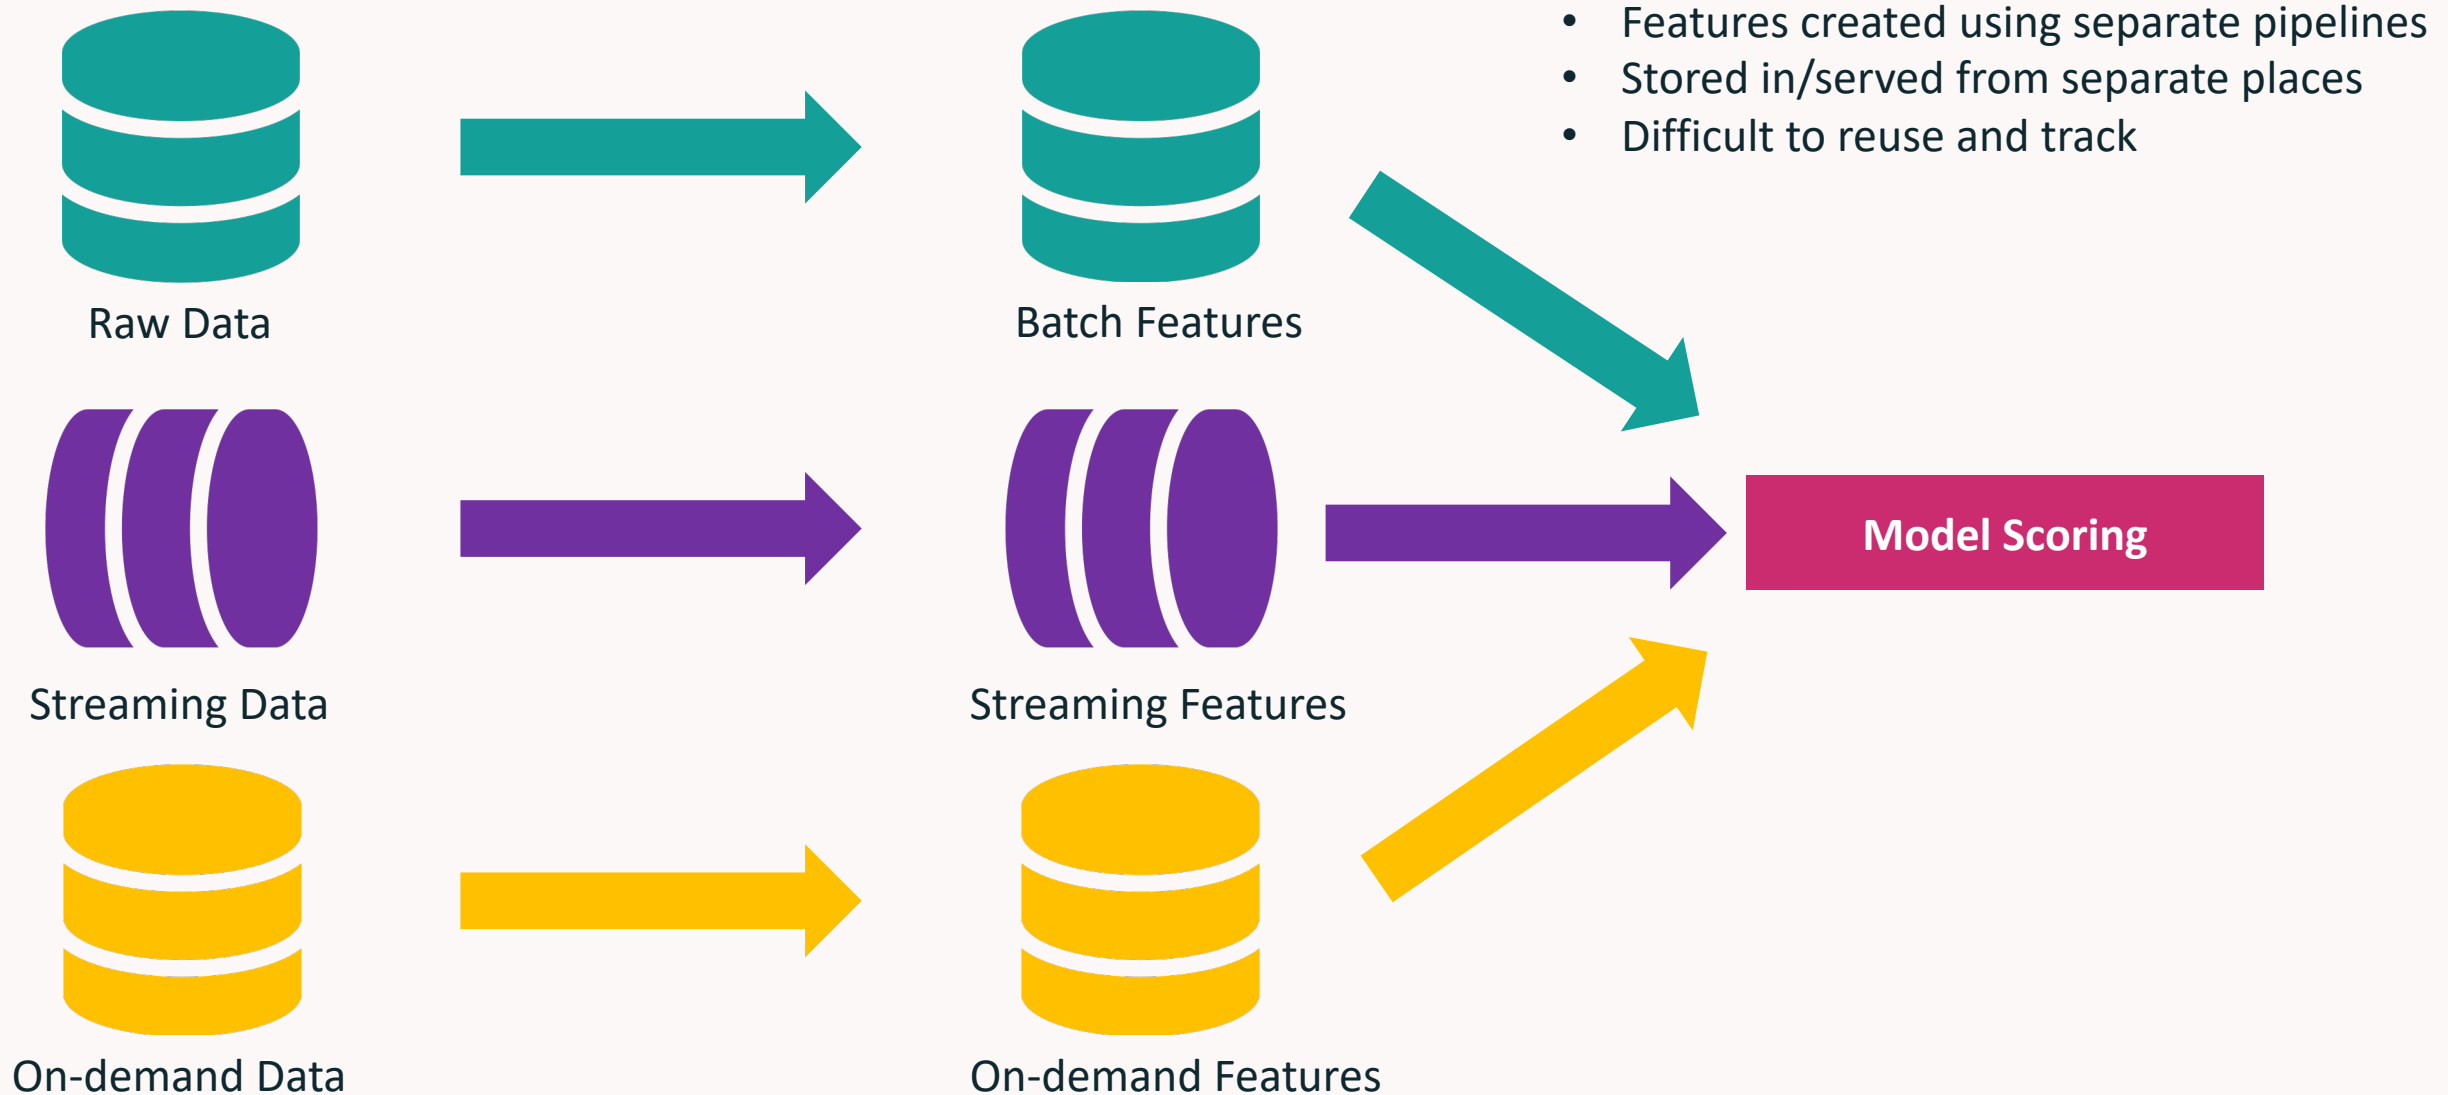 • Features created using separate pipelines
• Stored in/served from separate places
• Difficult to reuse and track
Raw Data
Batch Features
Model Scoring
Streaming Data
Streaming Features
On-demand Data
On-demand Features